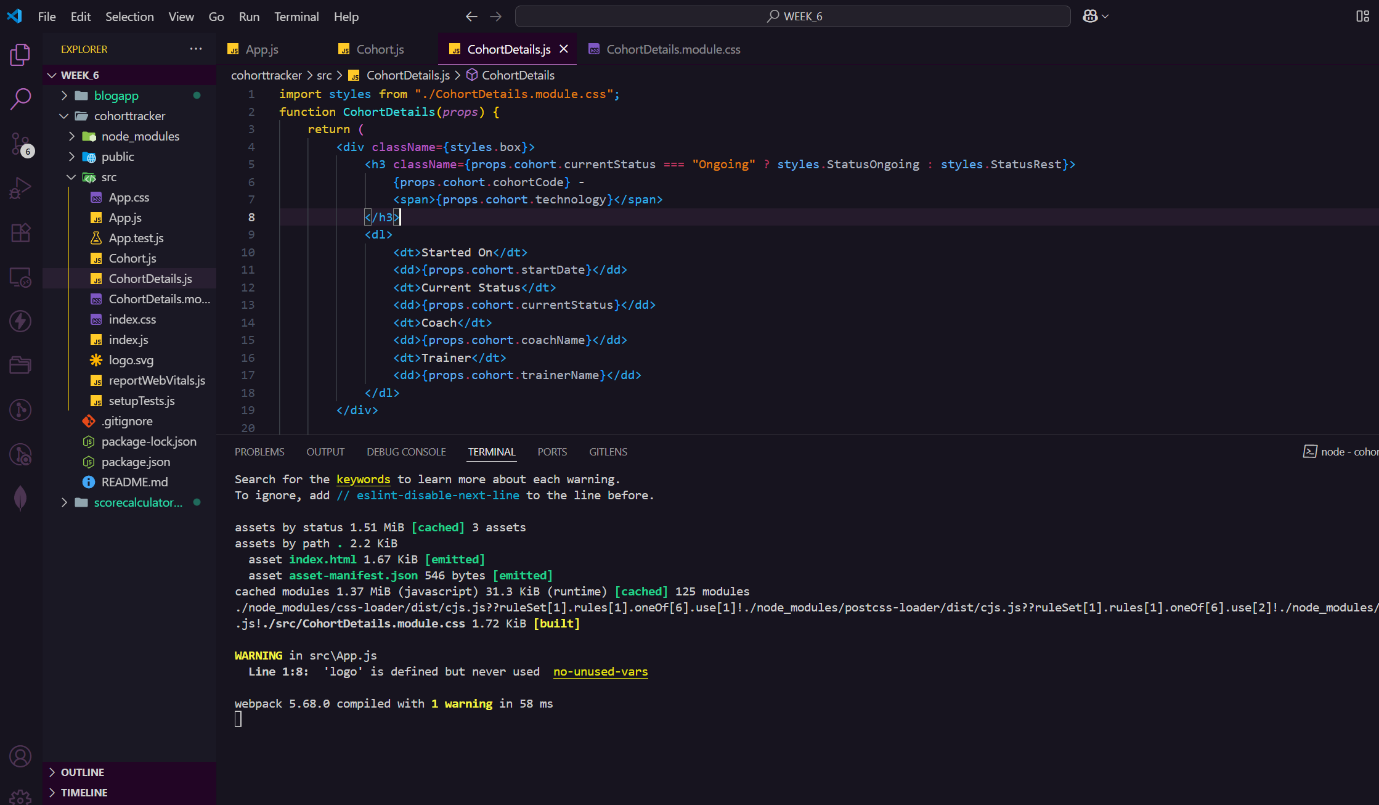 File Edit Selection View Go Run Terminal Help
WEEK_6
EXPLORER
WEEK_6
blogapp
cohorttracker
node_modules
public
src
App.css
App.js
App.test.js
Cohort.js
CohortDetails.js
CohortDetails.mo...
index.css
index.js
logo.svg
reportWebVitals.js
setupTests.js
.gitignore
package-lock.json
package.json
README.md
scorecalculator...
OUTLINE
TIMELINE
6
App.js Cohort.js CohortDetails.js CohortDetails.module.css
cohorttracker > src > CohortDetails.js > CohortDetails
1 import styles from "./CohortDetails.module.css";
2 function CohortDetails(props) {
3 return (
4 <div className={styles.box}>
5 <h3 className={props.cohort.currentStatus === "Ongoing" ? styles.StatusOngoing : styles.StatusRest}>
6 {props.cohort.cohortCode} -
7 <span>{props.cohort.technology}</span>
8 </h3>
9 <dl>
10 <dt>Started On</dt>
11 <dd>{props.cohort.startDate}</dd>
12 <dt>Current Status</dt>
13 <dd>{props.cohort.currentStatus}</dd>
14 <dt>Coach</dt>
15 <dd>{props.cohort.coachName}</dd>
16 <dt>Trainer</dt>
17 <dd>{props.cohort.trainerName}</dd>
18 </dl>
19 </div>
20
PROBLEMS OUTPUT DEBUG CONSOLE TERMINAL PORTS GITLENS
node - cohor
Search for the keywords to learn more about each warning.
To ignore, add // eslint-disable-next-line to the line before.
assets by status 1.51 MiB [cached] 3 assets
assets by path . 2.2 KiB
asset index.html 1.67 KiB [emitted]
asset asset-manifest.json 546 bytes [emitted]
cached modules 1.37 MiB (javascript) 31.3 KiB (runtime) [cached] 125 modules
./node_modules/css-loader/dist/cjs.js??ruleSet[1].rules[1].oneOf[6].use[1]!./node_modules/postcss-loader/dist/cjs.js??ruleSet[1].rules[1].oneOf[6].use[2]!./node_modules/
.js!./src/CohortDetails.module.css 1.72 KiB [built]
WARNING in src\App.js
Line 1:8: 'logo' is defined but never used no-unused-vars
webpack 5.68.0 compiled with 1 warning in 58 ms